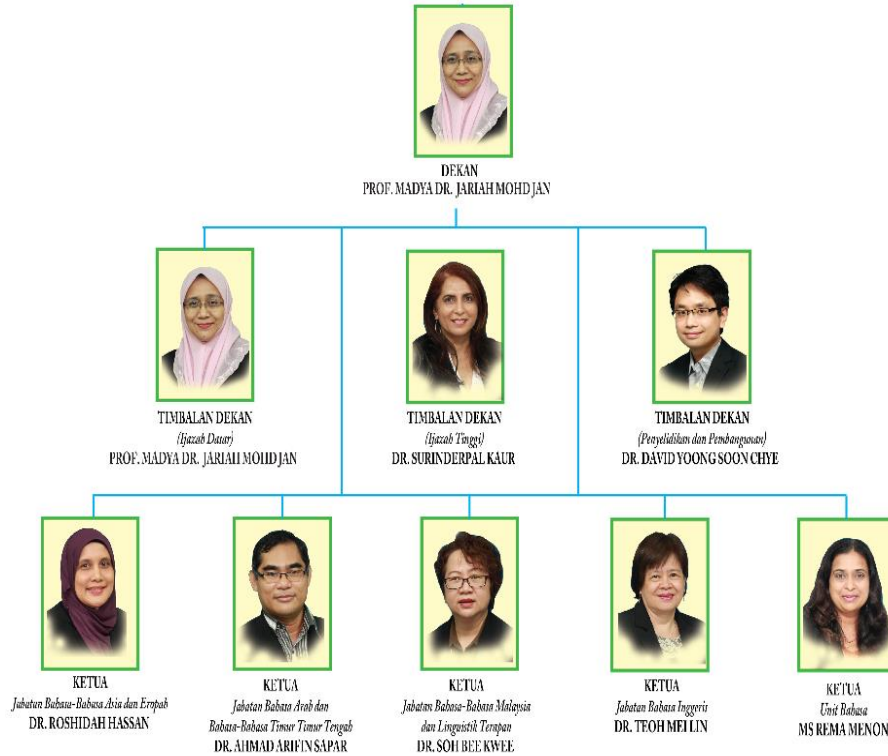 DEKAN
PROF. MADYA DR. JARIAH MOHD JAN
TIMBALAN DEKAN
(Ijazah Dasar)
PROF. MADYA DR. JARIAH MOHD JAN
TIMBALAN DEKAN
(Ijazah Tinggi)
DR. SURINDERPAL KAUR
TIMBALAN DEKAN
(Penyelidikan dan Pembangunan)
DR. DAVID YOONG SOON CHYE
KETUA
Jabatan Bahasa-Bahasa Asia dan Eropah
DR. ROSHIDAH HASSAN
KETUA
Jabatan Bahasa Arab dan
Bahasa-Bahasa Timur Timur Tengah
DR. AHMAD ARIFIN SAPAR
KETUA
Jabatan Bahasa-Bahasa Malaysia
dan Linguistik Terapan
DR. SOH BEE KWEE
KETUA
Jabatan Bahasa Inggeris
DR. TEOH MEI LIN
KETUA
Unit Bahasa
MS REMA MENON